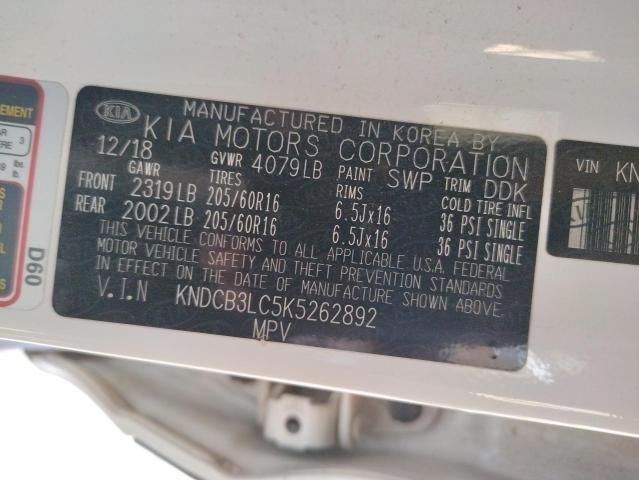 KIA
MANUFACTURED IN KOREA BY
KIA MOTORS CORPORATION
12/18 GVWR 4079LB PAINT SWP TRIM DDK
GAWR TIRES RIMS COLD TIRE INFL
FRONT 2319LB 205/60R16 6.5Jx16 36 PSI SINGLE
REAR 2002LB 205/60R16 6.5Jx16 36 PSI SINGLE
THIS VEHICLE CONFORMS TO ALL APPLICABLE U.S.A. FEDERAL
MOTOR VEHICLE SAFETY AND THEFT PREVENTION STANDARDS
IN EFFECT ON THE DATE OF MANUFACTURE SHOWN ABOVE.
V.I.N KNDCB3LC5K5262892
MPV
VIN KN
D60
3
lbs.